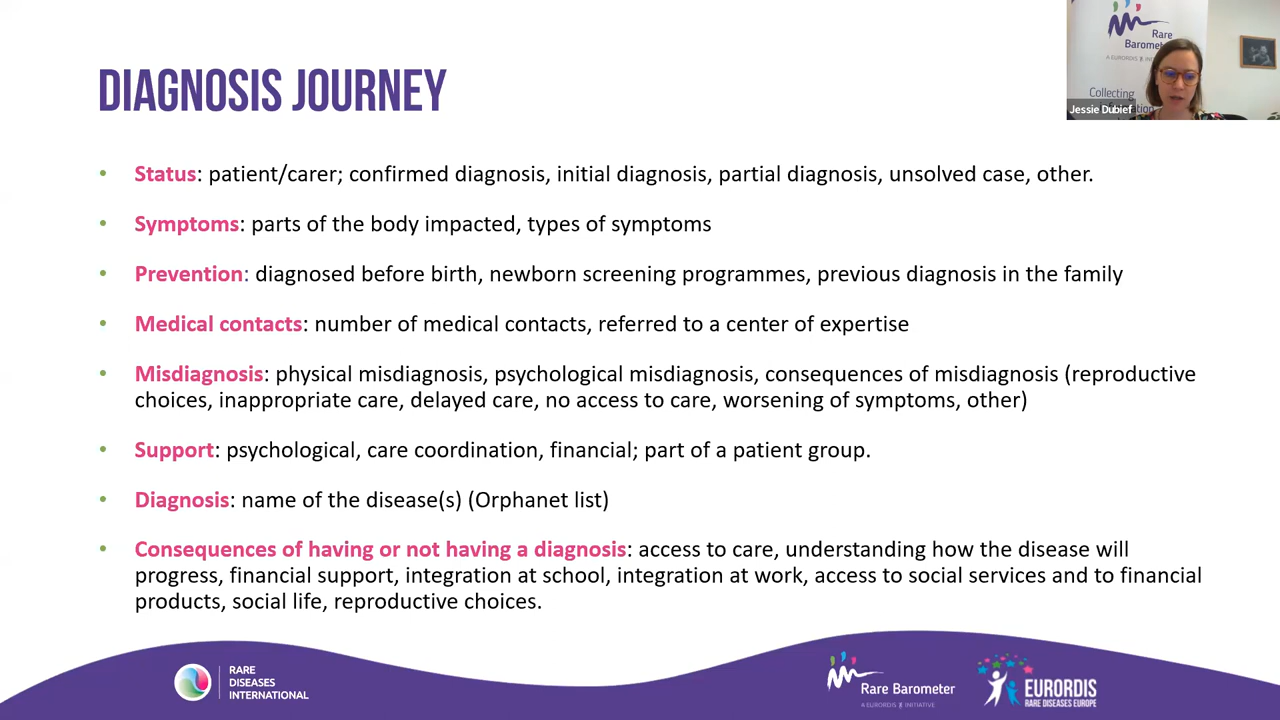 DIAGNOSIS JOURNEY
Rare
Barometer
A EURORDIS INITIATIVE
Collecting
Jessie Dubief
• Status: patient/carer; confirmed diagnosis, initial diagnosis, partial diagnosis, unsolved case, other.
• Symptoms: parts of the body impacted, types of symptoms
• Prevention: diagnosed before birth, newborn screening programmes, previous diagnosis in the family
• Medical contacts: number of medical contacts, referred to a center of expertise
• Misdiagnosis: physical misdiagnosis, psychological misdiagnosis, consequences of misdiagnosis (reproductive
choices, inappropriate care, delayed care, no access to care, worsening of symptoms, other)
• Support: psychological, care coordination, financial; part of a patient group.
• Diagnosis: name of the disease(s) (Orphanet list)
• Consequences of having or not having a diagnosis: access to care, understanding how the disease will
progress, financial support, integration at school, integration at work, access to social services and to financial
products, social life, reproductive choices.
RARE
DISEASES
INTERNATIONAL
Rare Barometer
A EURORDIS INITIATIVE
EURORDIS
RARE DISEASES EUROPE